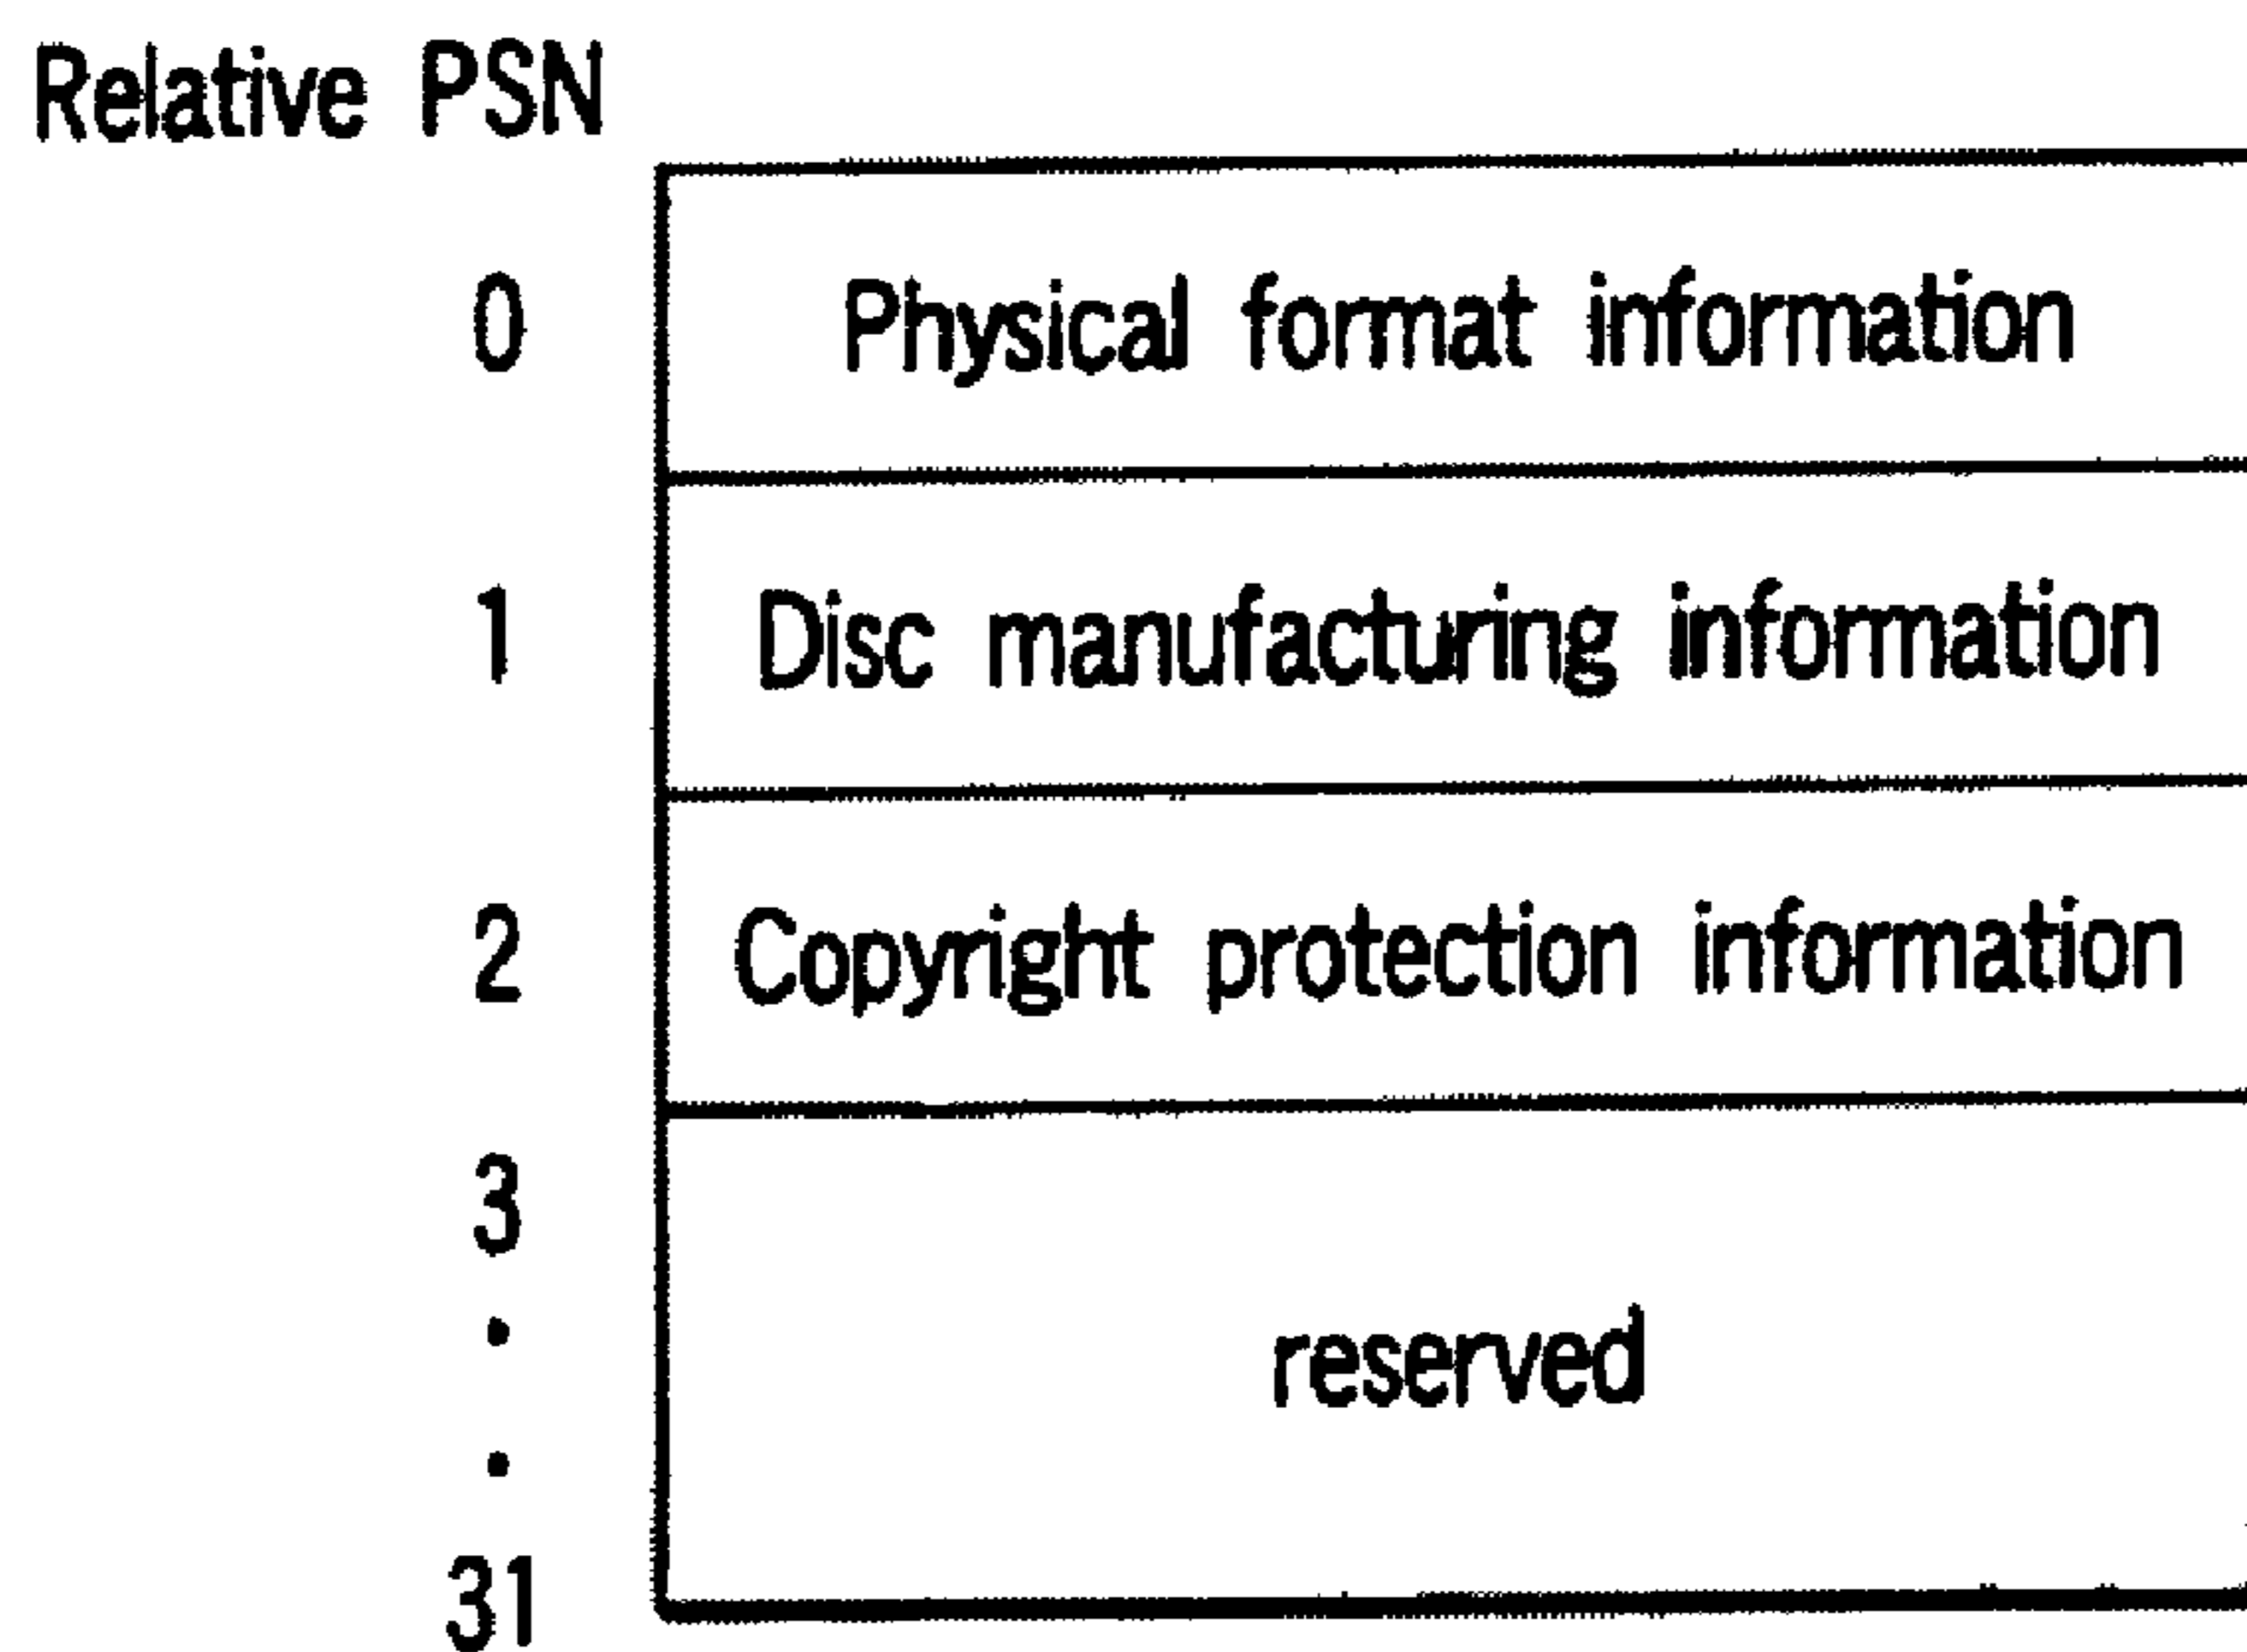 Relative PSN
0 Physical format information
1 Disc manufacturing information
2 Copyright protection information
3
reserved
31